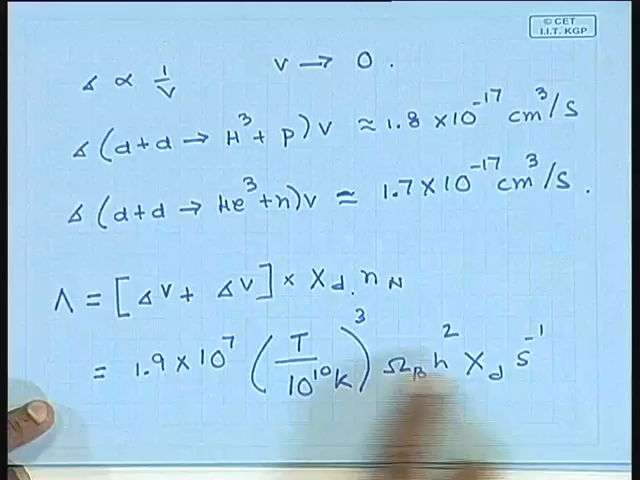 © CET
I.I.T. KGP
σ ∝ 1/V V → 0.
σ (d+d → H³ + p) v ≈ 1.8 × 10⁻¹⁷ cm³/s
σ (d+d → He³+n) v ≈ 1.7 × 10⁻¹⁷ cm³/s.
Λ = [σV + σV] × X_d. n_N
= 1.9 × 10⁷ (T/10¹⁰K)³ Ω_B h² X_d s⁻¹